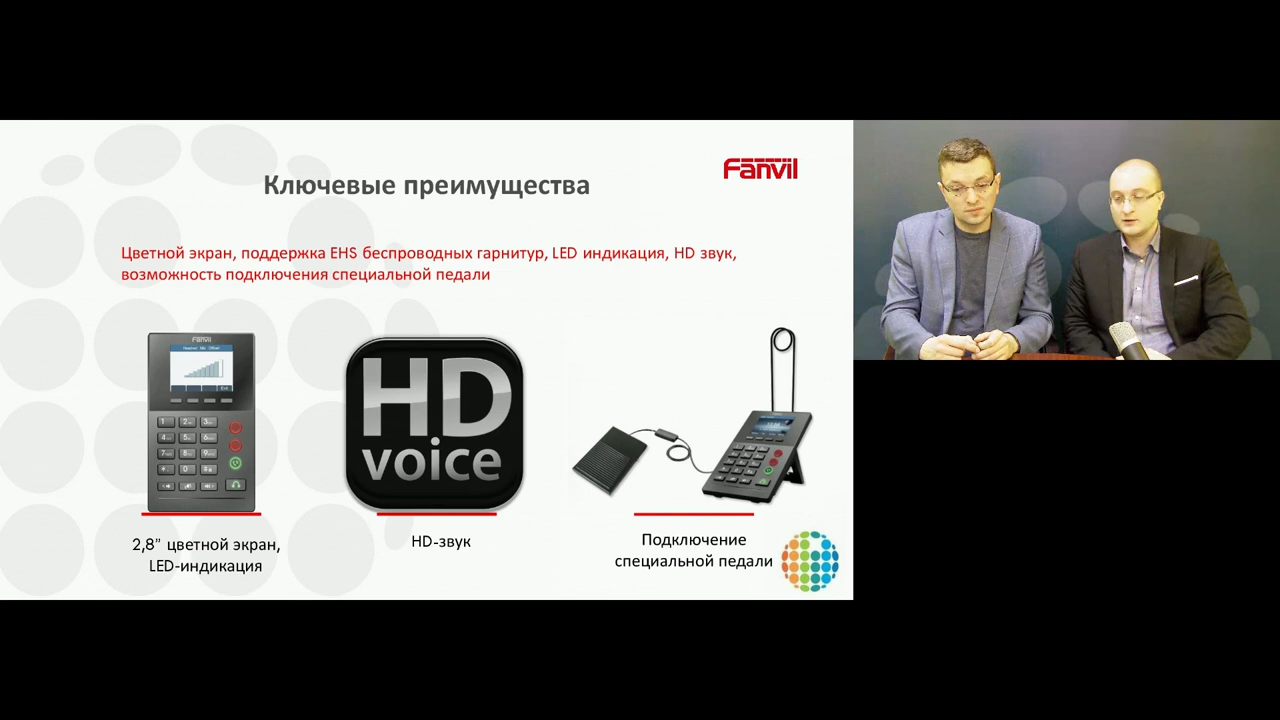 Ключевые преимущества
Fanvil
Цветной экран, поддержка EHS беспроводных гарнитур, LED индикация, HD звук,
возможность подключения специальной педали
Fanvil
HD
voice
2,8” цветной экран,
LED-индикация
HD-звук
Подключение
специальной педали